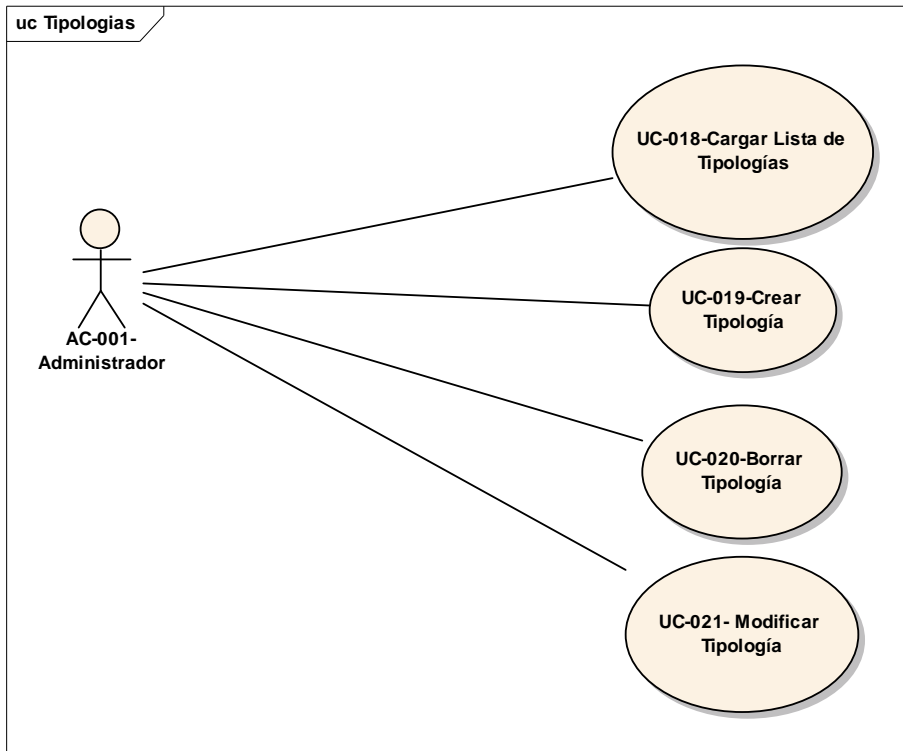 uc Tipologias
UC-018-Cargar Lista de
Tipologías
AC-001-
Administrador
UC-019-Crear
Tipología
UC-020-Borrar
Tipología
UC-021- Modificar
Tipología